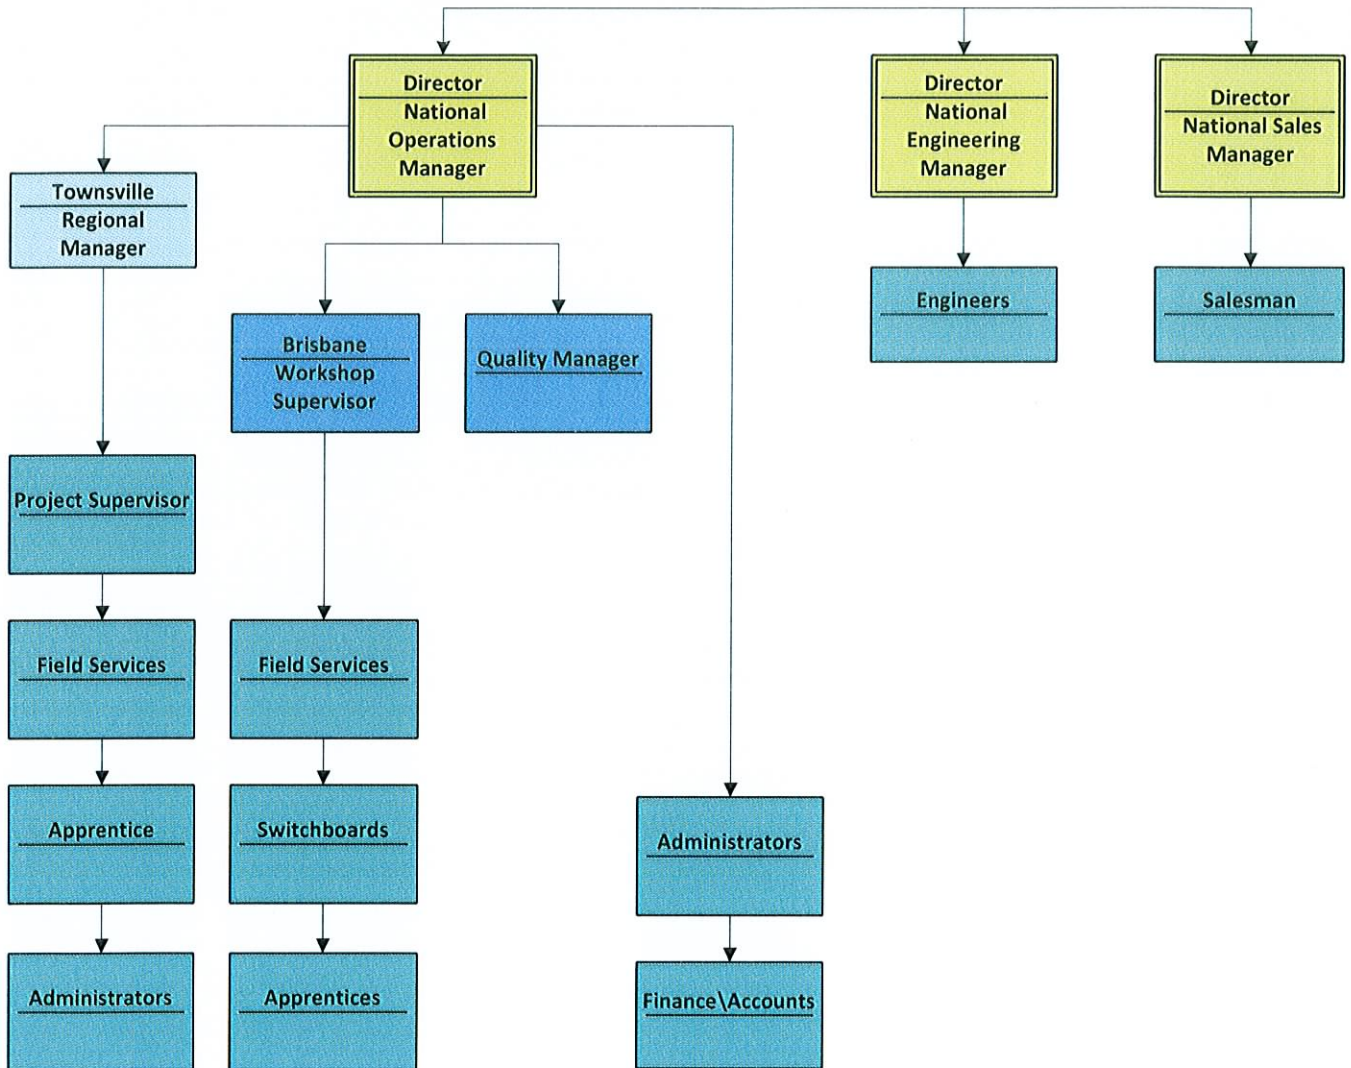 Director
National
Operations
Manager
Director
National
Engineering
Manager
Director
National Sales
Manager
Townsville
Regional
Manager
Engineers
Salesman
Brisbane
Workshop
Supervisor
Quality Manager
Project Supervisor
Field Services
Field Services
Apprentice
Switchboards
Administrators
Administrators
Apprentices
Finance\Accounts